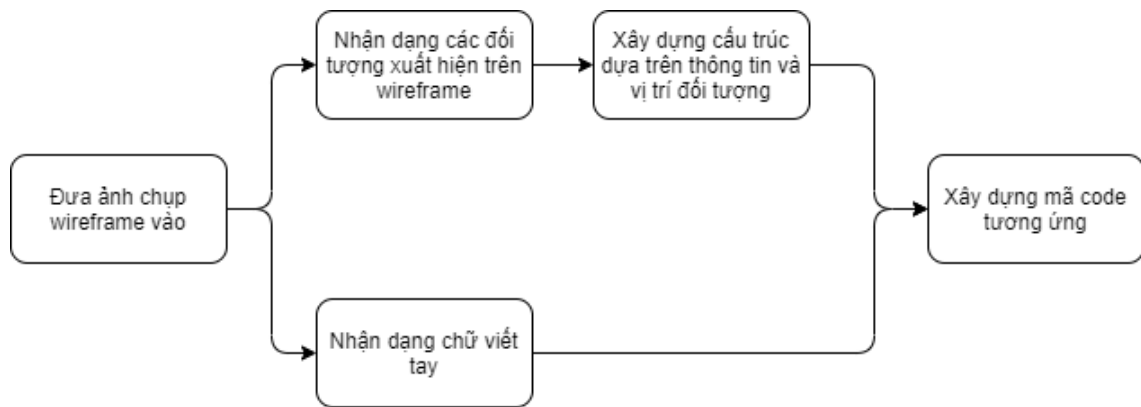 Nhận dạng các đối
tượng xuất hiện trên
wireframe
Xây dựng cấu trúc
dựa trên thông tin và
vị trí đối tượng
Đưa ảnh chụp
wireframe vào
Xây dựng mã code
tương ứng
Nhận dạng chữ viết
tay